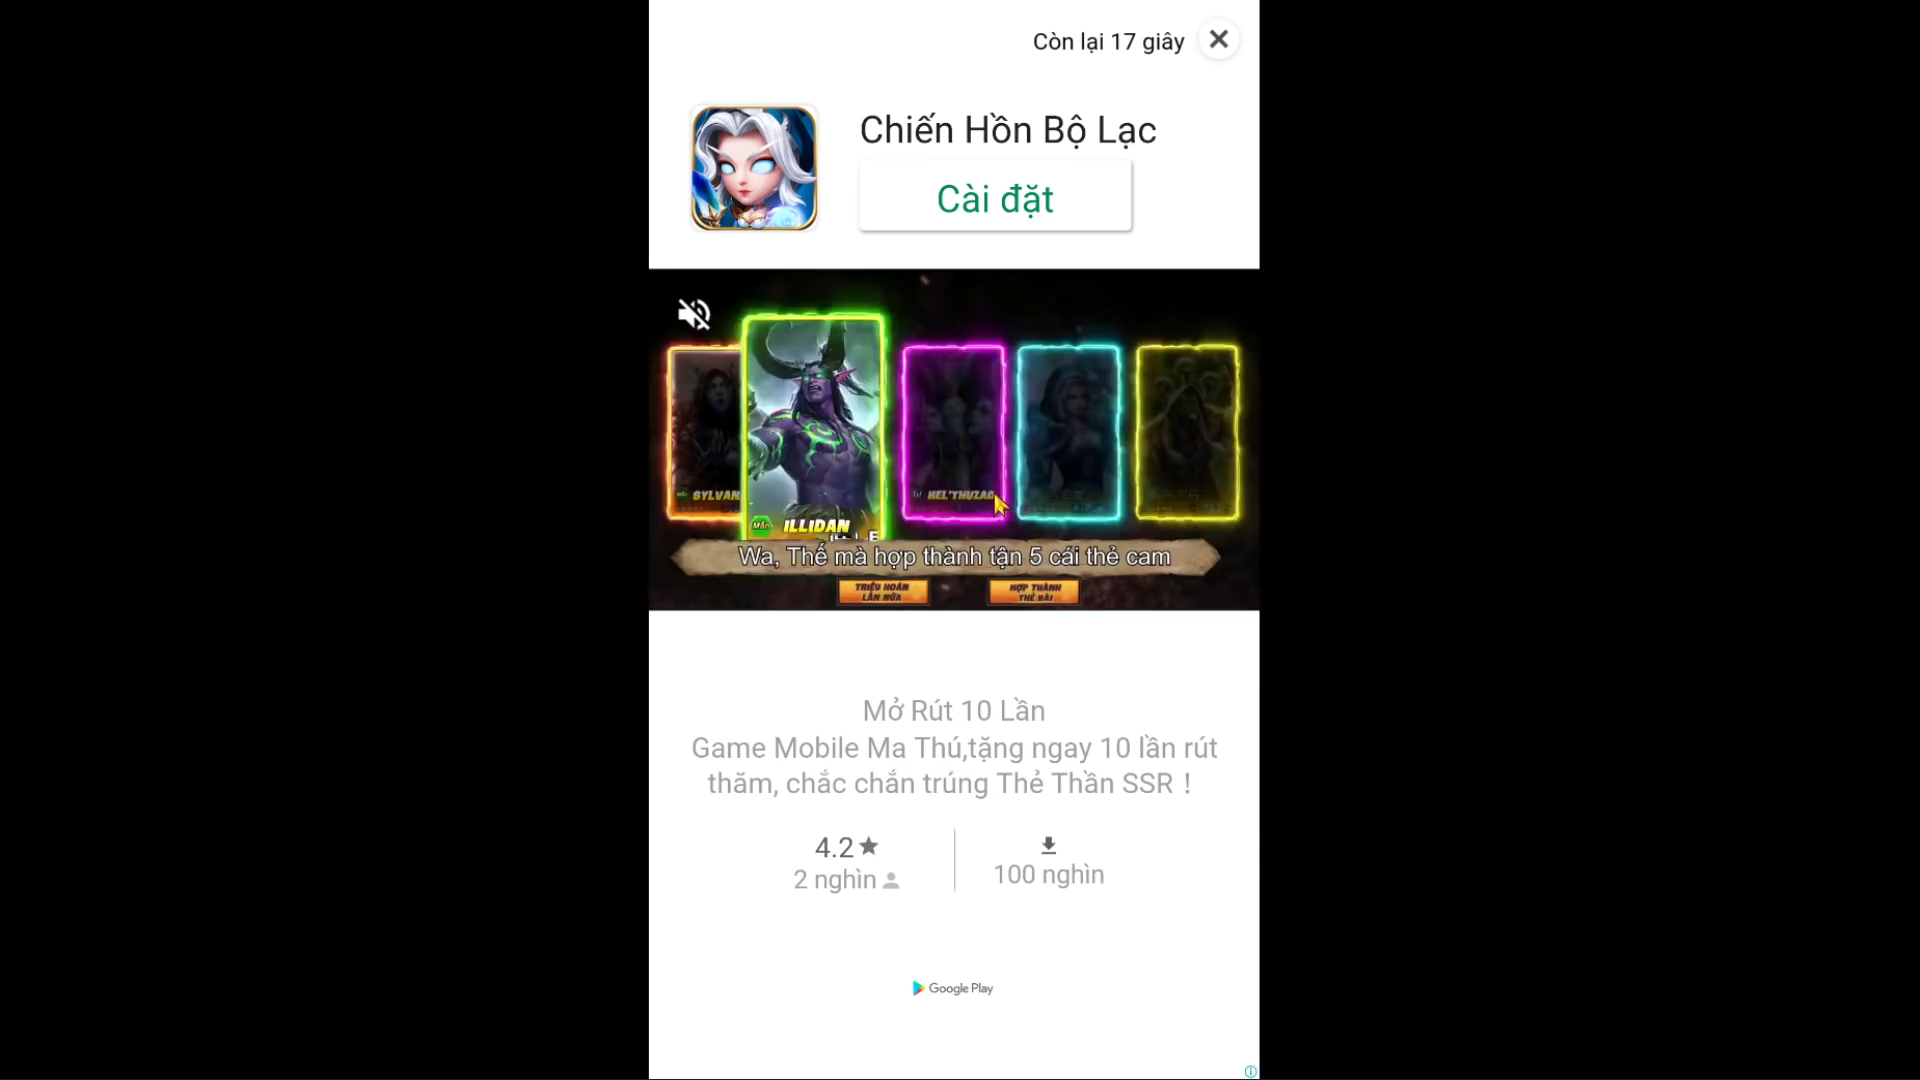 Còn lại 17 giây
Chiến Hồn Bộ Lạc
Cài đặt
SYLVAN
Mẫn ILLIDAN
KEL'THUZAD
Wa, Thế mà hợp thành tận 5 cái thẻ cam
TRIỆU HOÁN
LẦN NỮA
HỢP THÀNH
THẺ BÀI
Mở Rút 10 Lần
Game Mobile Ma Thú,tặng ngay 10 lần rút
thăm, chắc chắn trúng Thẻ Thần SSR！
4.2
2 nghìn
100 nghìn
Google Play